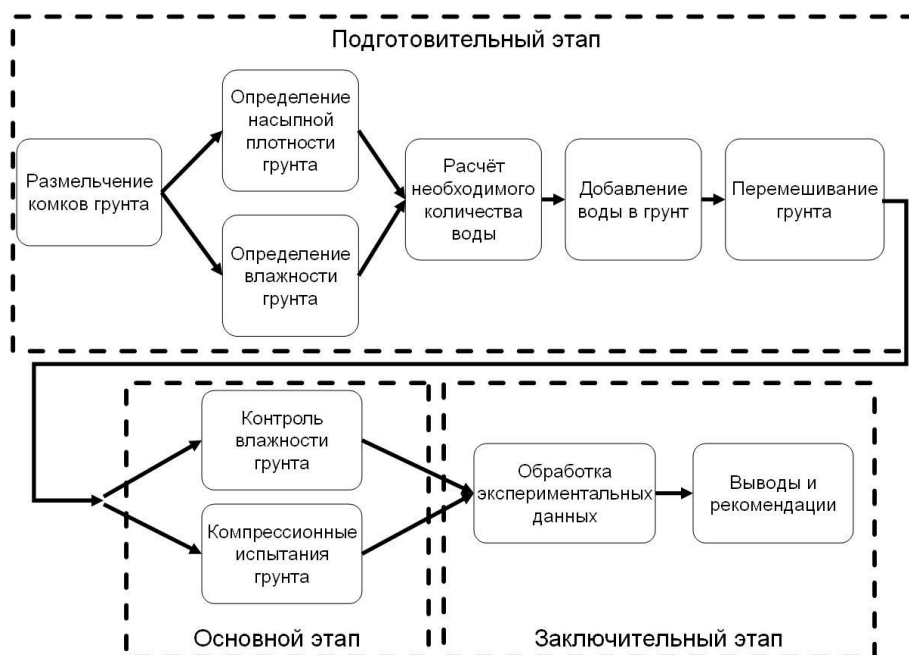 Подготовительный этап
Размельчение
комков грунта
Определение
насыпной
плотности
грунта
Определение
влажности
грунта
Расчёт
необходимого
количества
воды
Добавление
воды в грунт
Перемешивание
грунта
Контроль
влажности
грунта
Компрессионные
испытания
грунта
Основной этап
Обработка
экспериментальных
данных
Выводы и
рекомендации
Заключительный этап